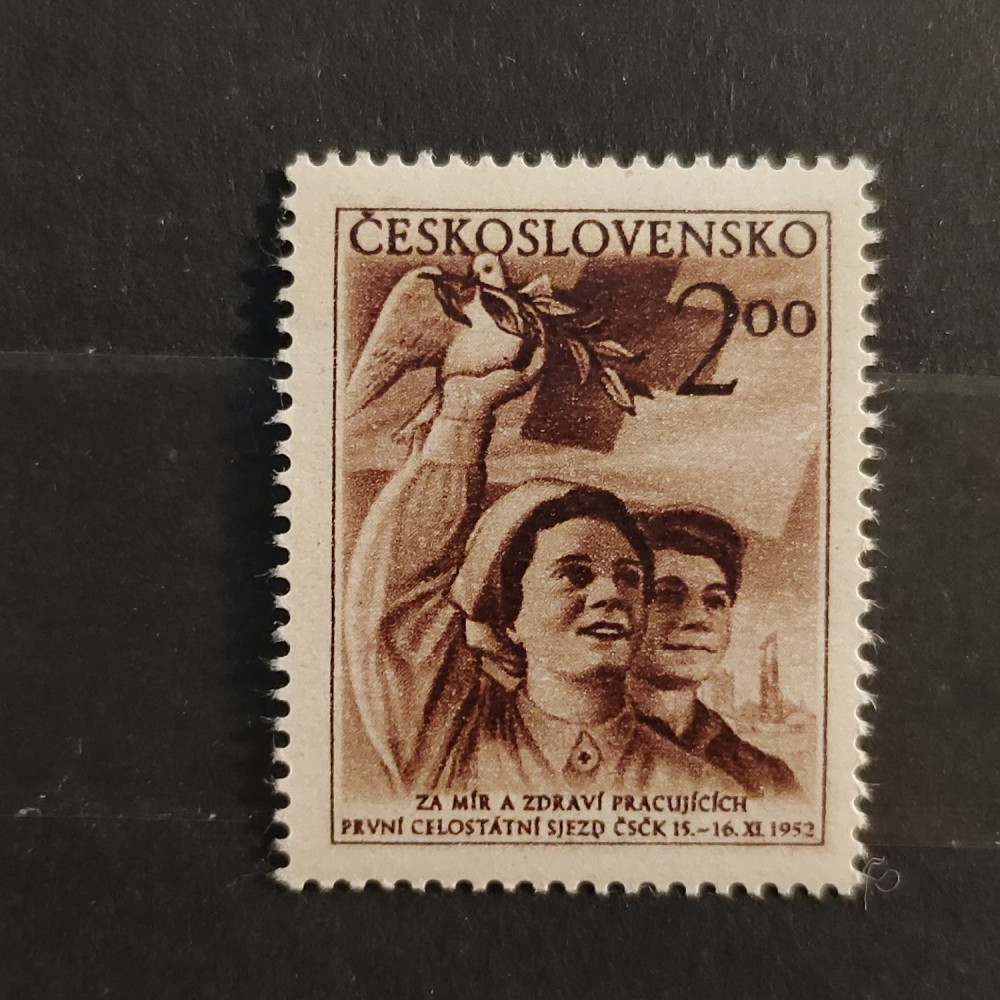 ČESKOSLOVENSKO
200
ZA MÍR A ZDRAVÍ PRACUJÍCÍCH
PRVNÍ CELOSTÁTNÍ SJEZD ČSČK 15.-16. XI. 1952